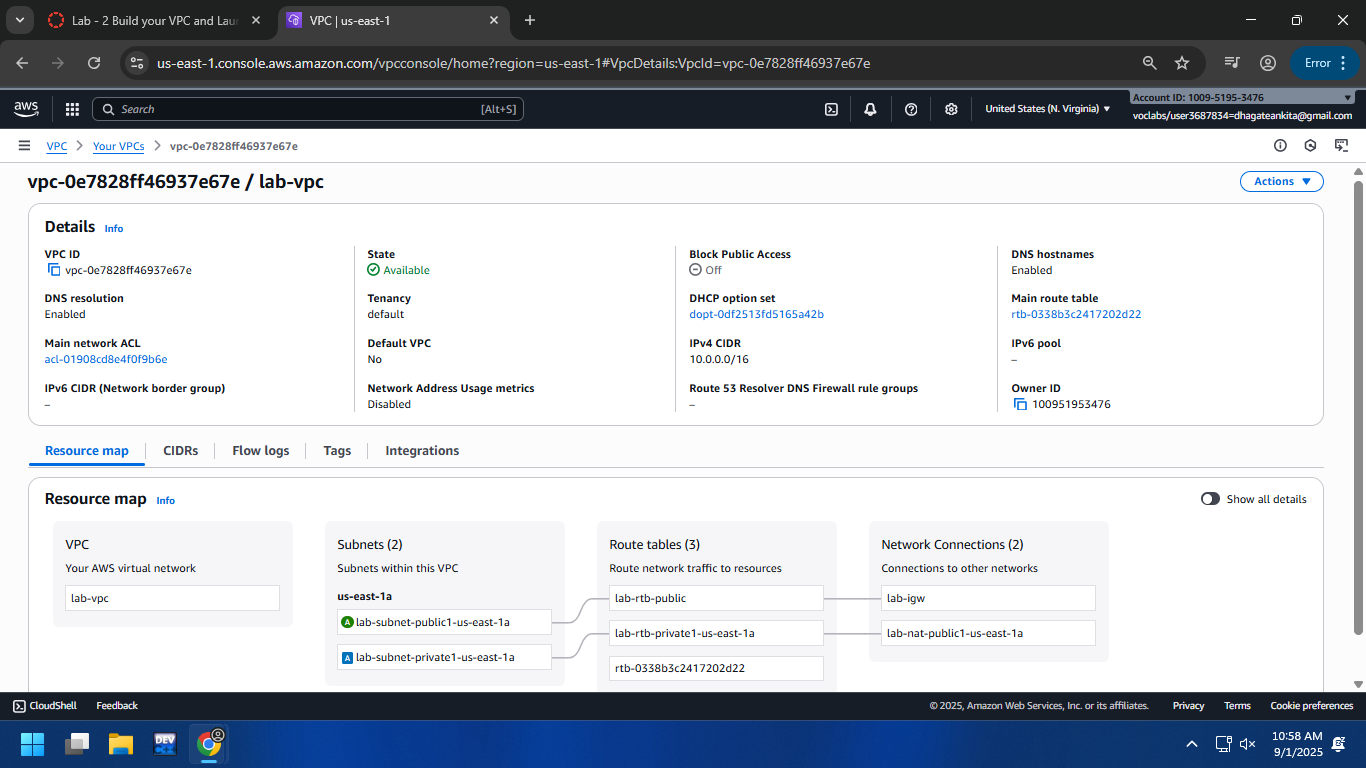 Lab - 2 Build your VPC and Lau
VPC | us-east-1
us-east-1.console.aws.amazon.com/vpcconsole/home?region=us-east-1#VpcDetails:VpcId=vpc-0e7828ff46937e67e
Error
aws
Search
[Alt+S]
United States (N. Virginia)
Account ID: 1009-5195-3476
voclabs/user3687834=dhagateankita@gmail.com
VPC
Your VPCs
vpc-0e7828ff46937e67e
vpc-0e7828ff46937e67e / lab-vpc
Actions
Details Info
VPC ID
vpc-0e7828ff46937e67e
State
Available
Block Public Access
Off
DNS hostnames
Enabled
DNS resolution
Enabled
Tenancy
default
DHCP option set
dopt-0df2513fd5165a42b
Main route table
rtb-0338b3c2417202d22
Main network ACL
acl-01908cd8e4f0f9b6e
Default VPC
No
IPv4 CIDR
10.0.0.0/16
IPv6 pool
–
IPv6 CIDR (Network border group)
–
Network Address Usage metrics
Disabled
Route 53 Resolver DNS Firewall rule groups
–
Owner ID
100951953476
Resource map
CIDRs
Flow logs
Tags
Integrations
Resource map Info
Show all details
VPC
Your AWS virtual network
lab-vpc
Subnets (2)
Subnets within this VPC
us-east-1a
A lab-subnet-public1-us-east-1a
A lab-subnet-private1-us-east-1a
Route tables (3)
Route network traffic to resources
lab-rtb-public
lab-rtb-private1-us-east-1a
rtb-0338b3c2417202d22
Network Connections (2)
Connections to other networks
lab-igw
lab-nat-public1-us-east-1a
CloudShell
Feedback
© 2025, Amazon Web Services, Inc. or its affiliates.
Privacy
Terms
Cookie preferences
DEV
10:58 AM
9/1/2025